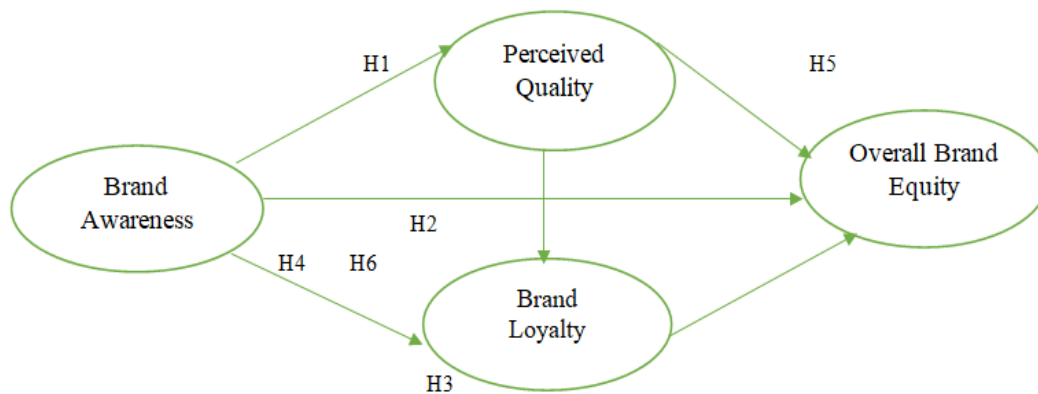 Perceived
Quality
H1
H5
Overall Brand
Equity
Brand
Awareness
H2
H4
H6
Brand
Loyalty
H3